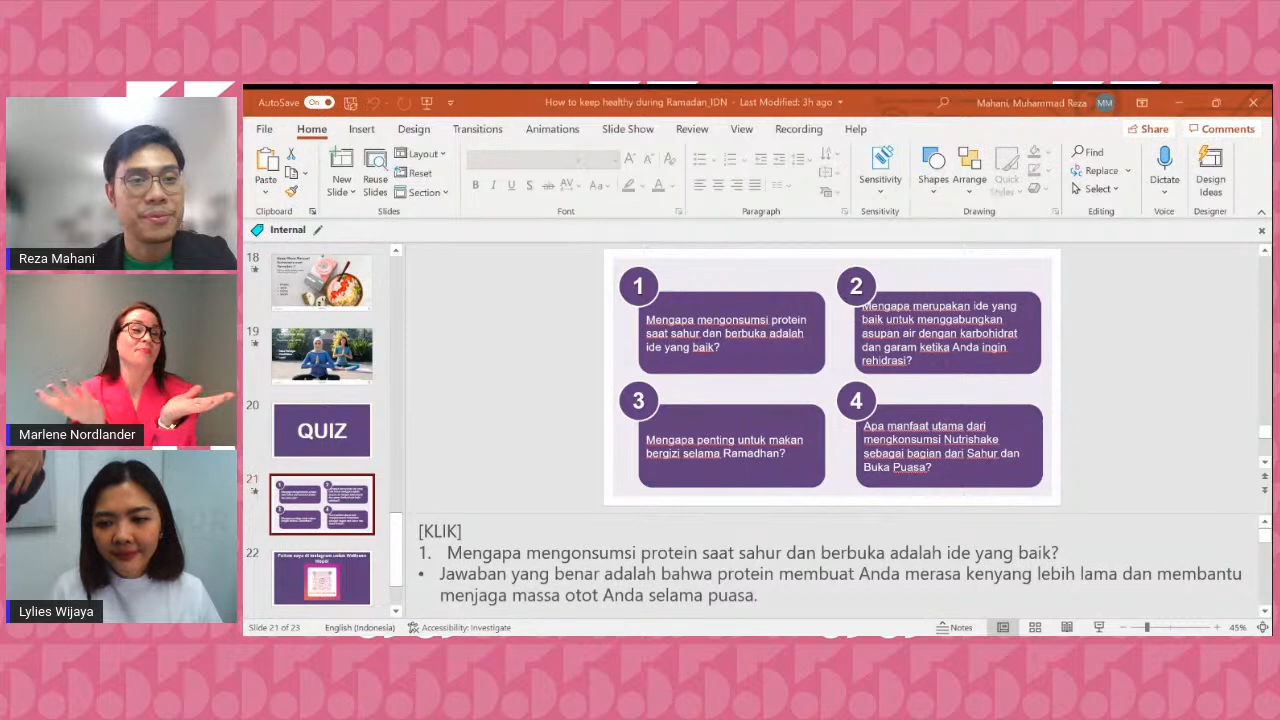 Reza Mahani
Marlene Nordlander
Lylies Wijaya
AutoSave On
How to keep healthy during Ramadan_IDN - Last Modified: 3h ago
Mahani, Muhammad Reza MM
File Home Insert Design Transitions Animations Slide Show Review View Recording Help
Share Comments
Paste
Clipboard
New Slide
Reuse Slides
Layout
Reset
Section
Slides
B I U S ab AV Aa A
Font
Paragraph
Sensitivity
Sensitivity
Shapes
Arrange
Quick Styles
Drawing
Find
Replace
Select
Editing
Dictate
Voice
Design Ideas
Designer
Internal
18
19
20
QUIZ
21
22
1
Mengapa mengonsumsi protein
saat sahur dan berbuka adalah
ide yang baik?
2
Mengapa merupakan ide yang
baik untuk menggabungkan
asupan air dengan karbohidrat
dan garam ketika Anda ingin
rehidrasi?
3
Mengapa penting untuk makan
bergizi selama Ramadhan?
4
Apa manfaat utama dari
mengkonsumsi Nutrishake
sebagai bagian dari Sahur dan
Buka Puasa?
[KLIK]
1. Mengapa mengonsumsi protein saat sahur dan berbuka adalah ide yang baik?
• Jawaban yang benar adalah bahwa protein membuat Anda merasa kenyang lebih lama dan membantu
menjaga massa otot Anda selama puasa.
Slide 21 of 23 English (Indonesia) Accessibility: Investigate
Notes
45%